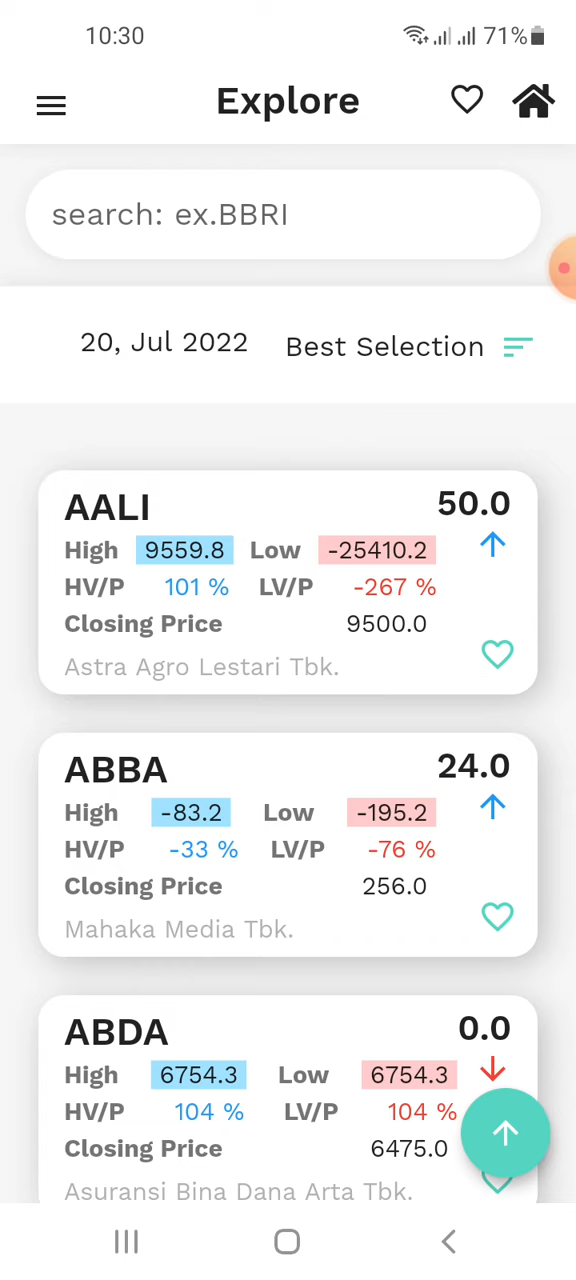 10:30 71%
Explore
search: ex.BBRI
20, Jul 2022 Best Selection
AALI 50.0
High 9559.8 Low -25410.2
HV/P 101 % LV/P -267 %
Closing Price 9500.0
Astra Agro Lestari Tbk.
ABBA 24.0
High -83.2 Low -195.2
HV/P -33 % LV/P -76 %
Closing Price 256.0
Mahaka Media Tbk.
ABDA 0.0
High 6754.3 Low 6754.3
HV/P 104 % LV/P 104 %
Closing Price 6475.0
Asuransi Bina Dana Arta Tbk.